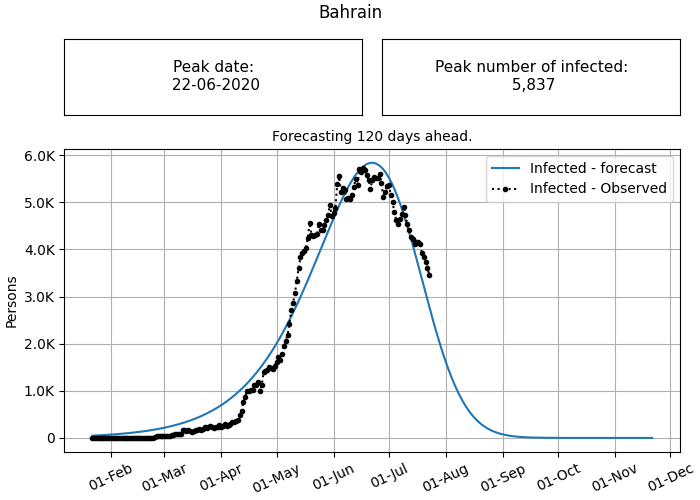 Bahrain
Peak date:
22-06-2020
Peak number of infected:
5,837
Forecasting 120 days ahead.
6.0K
5.0K
4.0K
3.0K
2.0K
1.0K
0
Persons
Infected - forecast
Infected - Observed
01-Feb
01-Mar
01-Apr
01-May
01-Jun
01-Jul
01-Aug
01-Sep
01-Oct
01-Nov
01-Dec